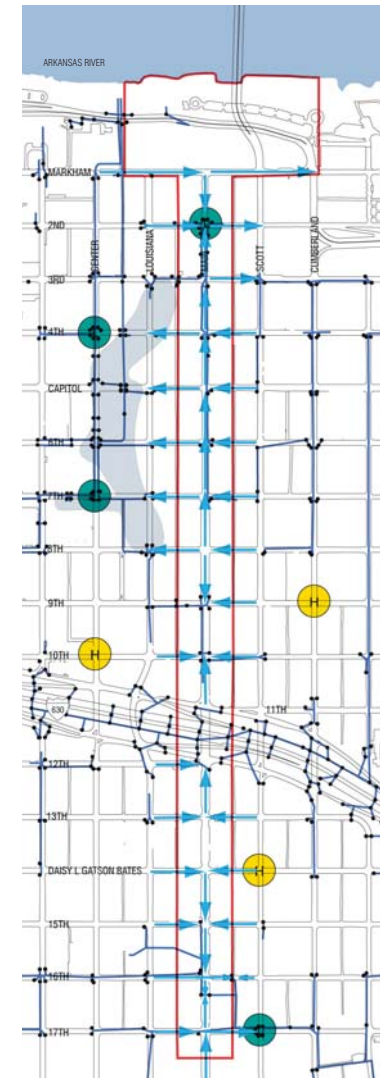 ARKANSAS RIVER
MARKHAM
2ND
CENTER
LOUISIANA
SCOTT
CUMBERLAND
3RD
4TH
CAPITOL
6TH
7TH
8TH
9TH
10TH
630
11TH
12TH
13TH
DAISY L GATSON BATES
15TH
16TH
17TH